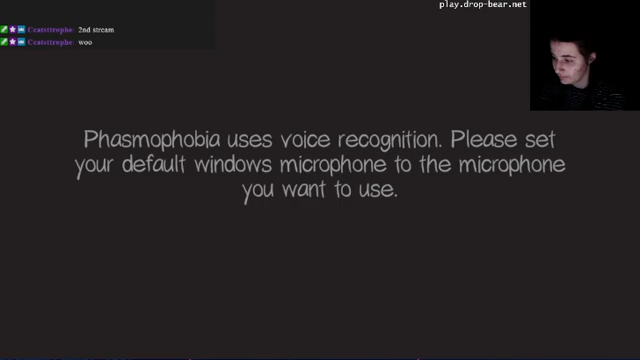 play.drop-bear.net
Ccatsttrophe: 2nd stream
Ccatsttrophe: woo
Phasmophobia uses voice recognition. Please set
your default windows microphone to the microphone
you want to use.